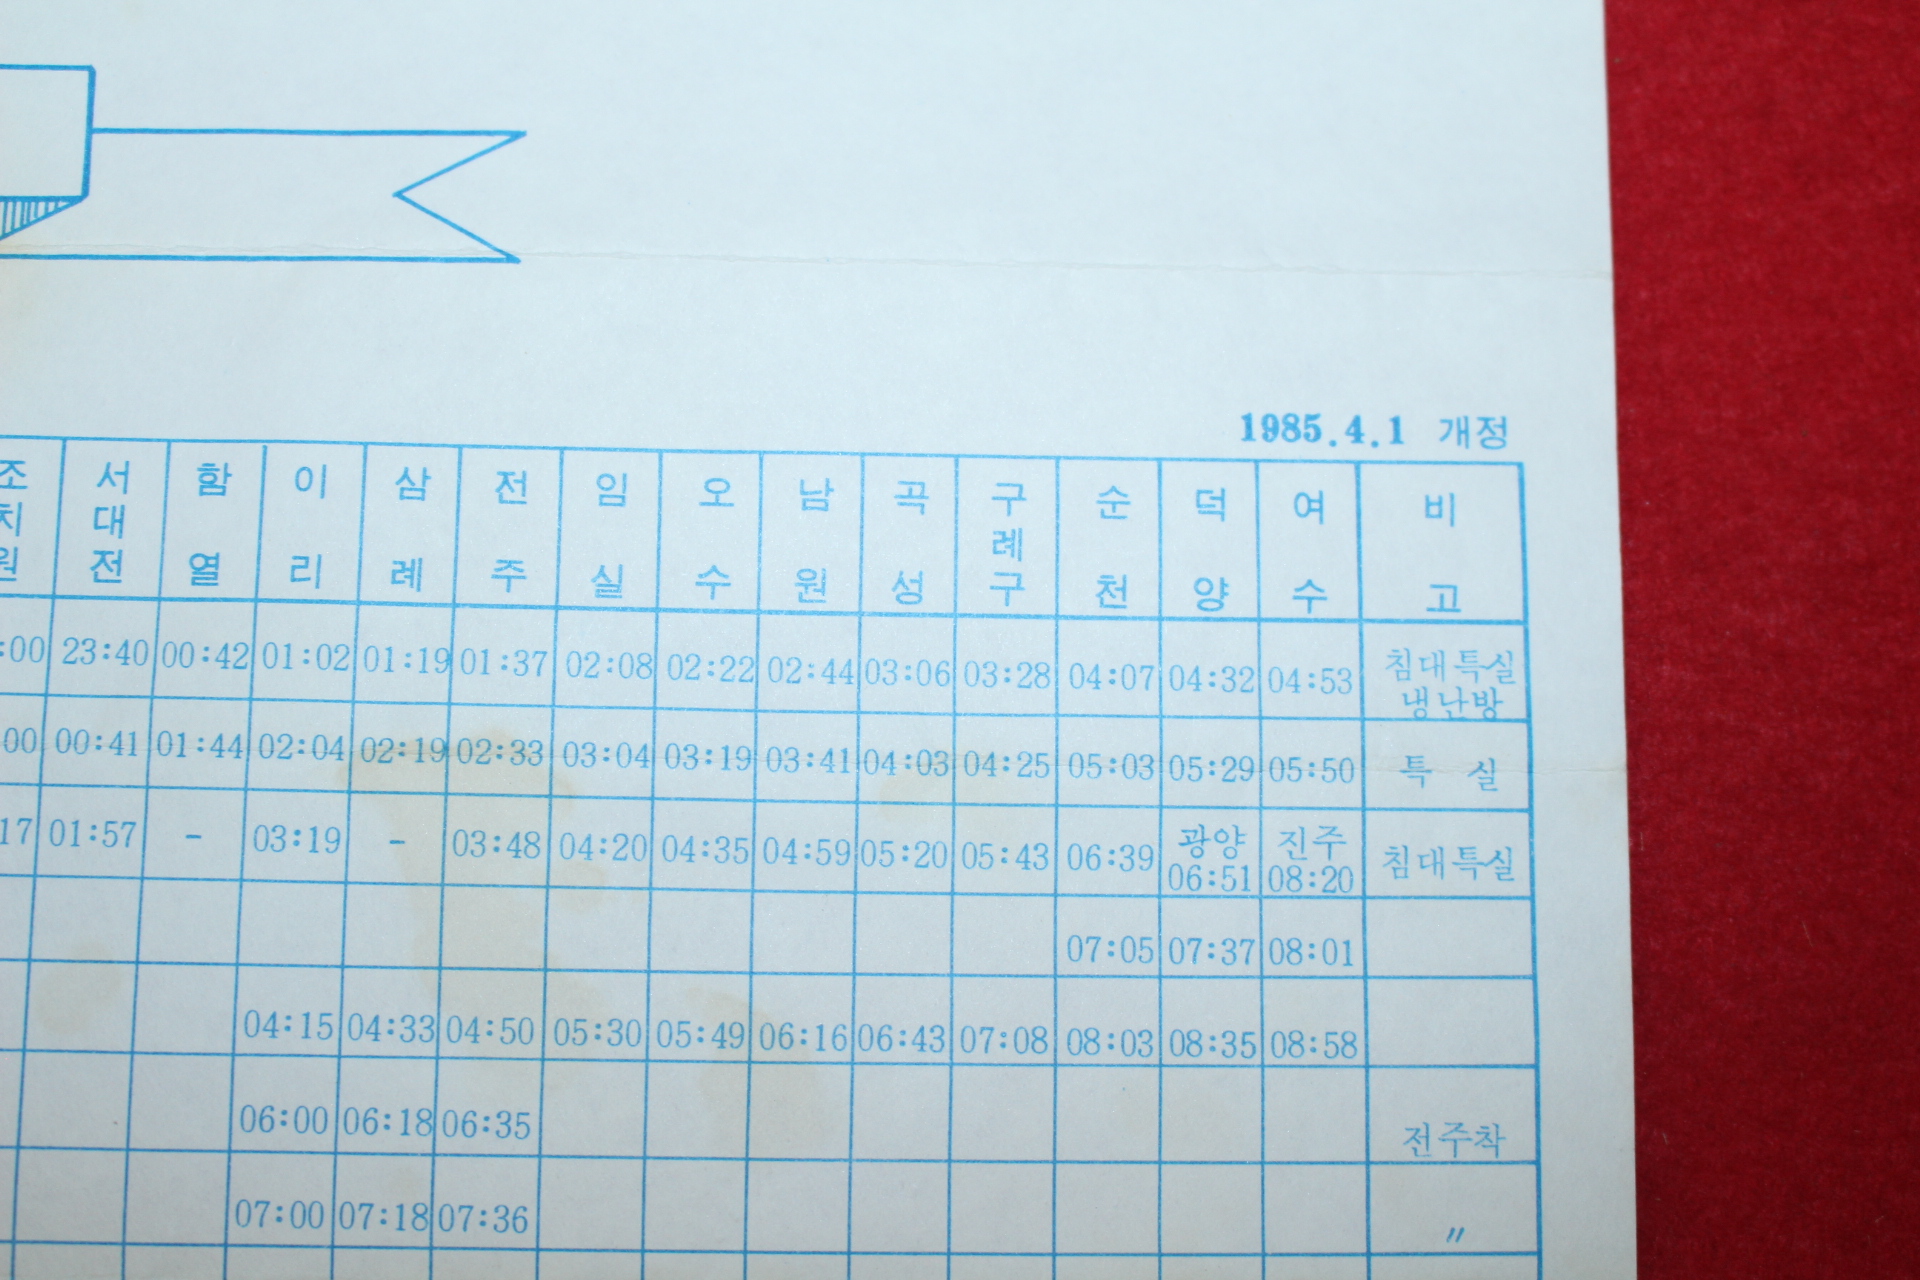 1985.4.1 개정
조치원 서대전 함열 이리 삼례 전주 임실 오수 남원 곡성 구례구 순천 덕양 여수 비고
:00 23:40 00:42 01:02 01:19 01:37 02:08 02:22 02:44 03:06 03:28 04:07 04:32 04:53 침대특실 냉난방
00 00:41 01:44 02:04 02:19 02:33 03:04 03:19 03:41 04:03 04:25 05:03 05:29 05:50 특실
17 01:57 - 03:19 - 03:48 04:20 04:35 04:59 05:20 05:43 06:39 광양 06:51 진주 08:20 침대특실
07:05 07:37 08:01
04:15 04:33 04:50 05:30 05:49 06:16 06:43 07:08 08:03 08:35 08:58
06:00 06:18 06:35 전주착
07:00 07:18 07:36 〃